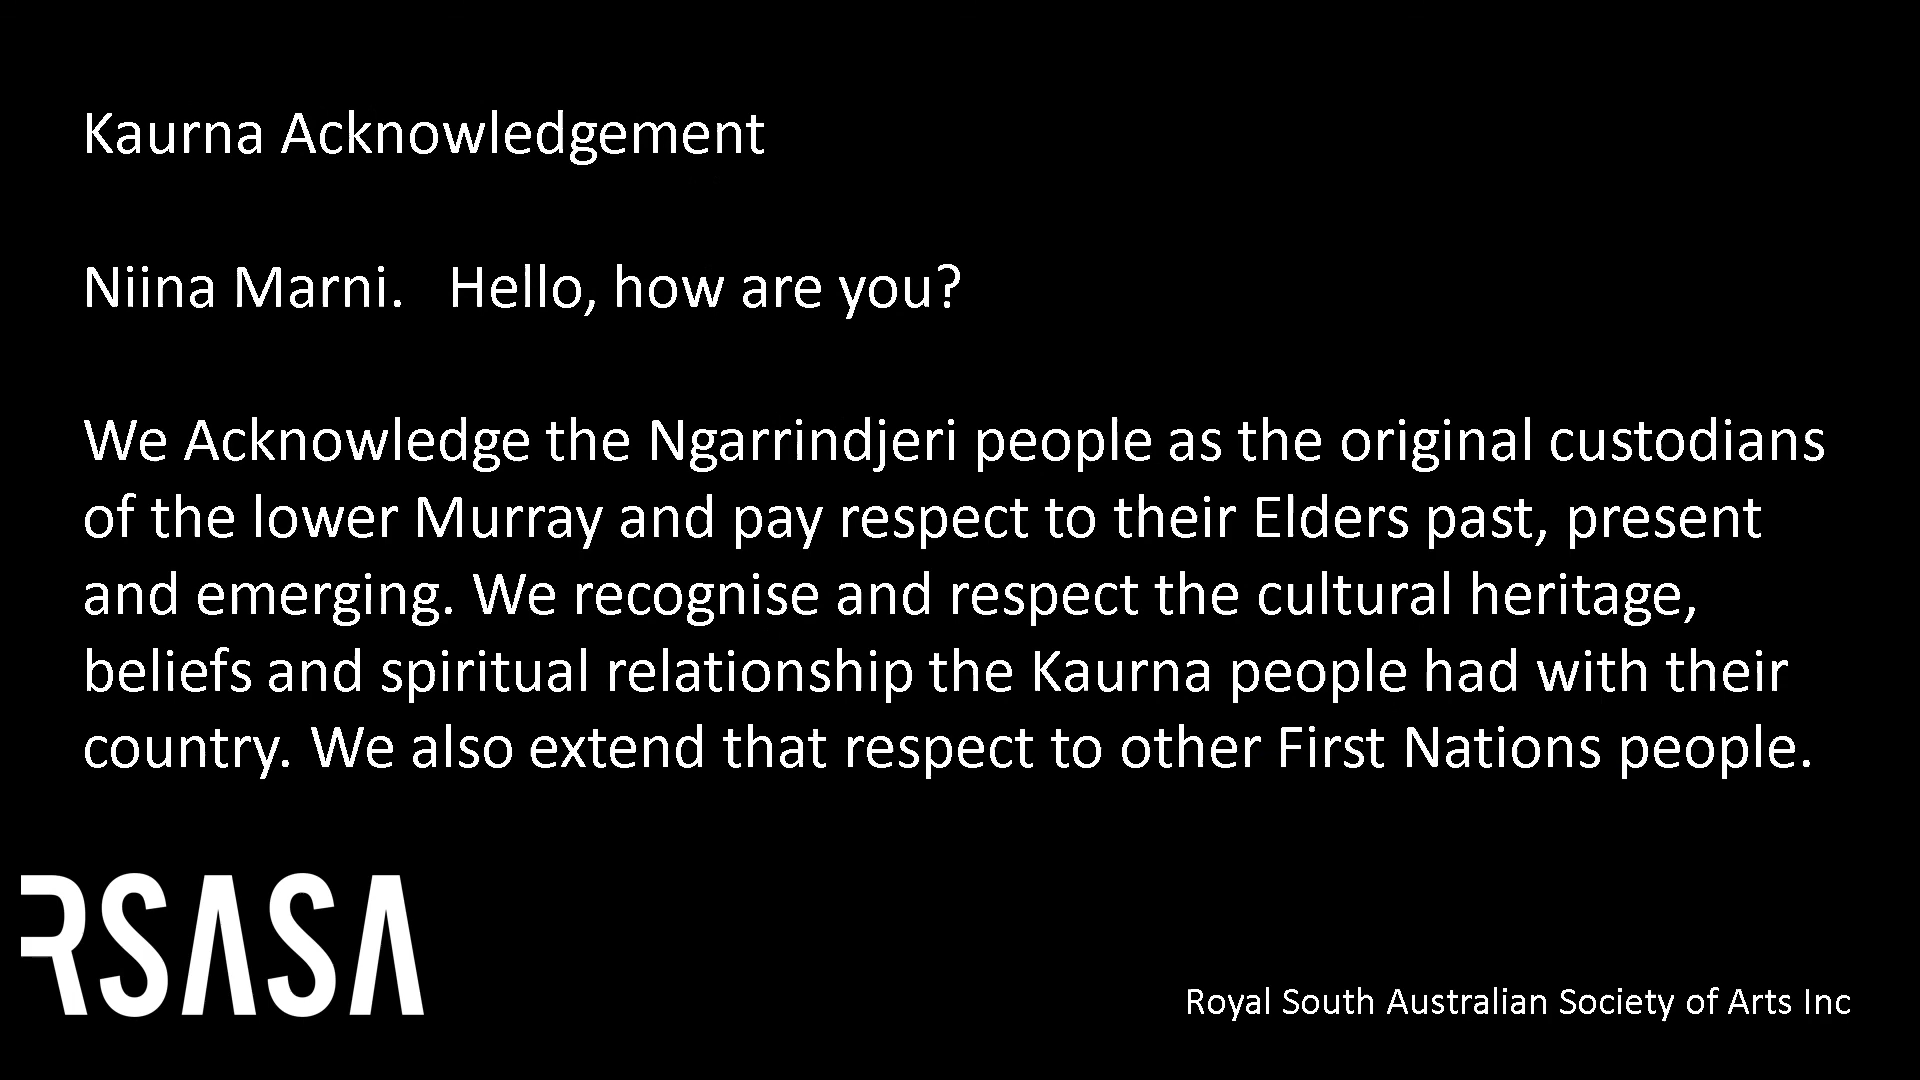 Kaurna Acknowledgement
Niina Marni.   Hello, how are you?
We Acknowledge the Ngarrindjeri people as the original custodians
of the lower Murray and pay respect to their Elders past, present
and emerging. We recognise and respect the cultural heritage,
beliefs and spiritual relationship the Kaurna people had with their
country. We also extend that respect to other First Nations people.
RSASA
Royal South Australian Society of Arts Inc